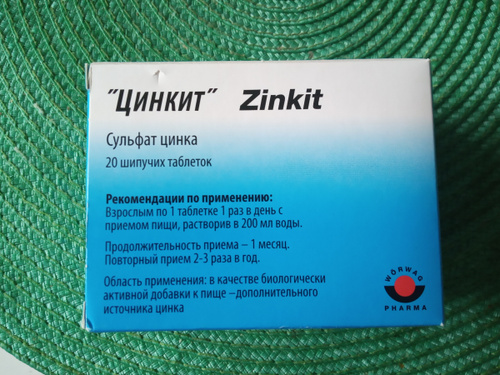 "ЦИНКИТ" Zinkit
Сульфат цинка
20 шипучих таблеток
Рекомендации по применению:
Взрослым по 1 таблетке 1 раз в день с
приемом пищи, растворив в 200 мл воды.
Продолжительность приема – 1 месяц.
Повторный прием 2-3 раза в год.
Область применения: в качестве биологически
активной добавки к пище –дополнительного
источника цинка
WÖRWAG
PHARMA